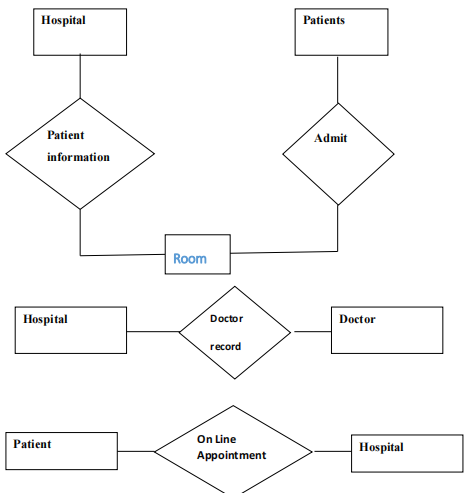 Hospital
Patients
Patient
information
Admit
Room
Hospital
Doctor
record
Doctor
Patient
On Line
Appointment
Hospital